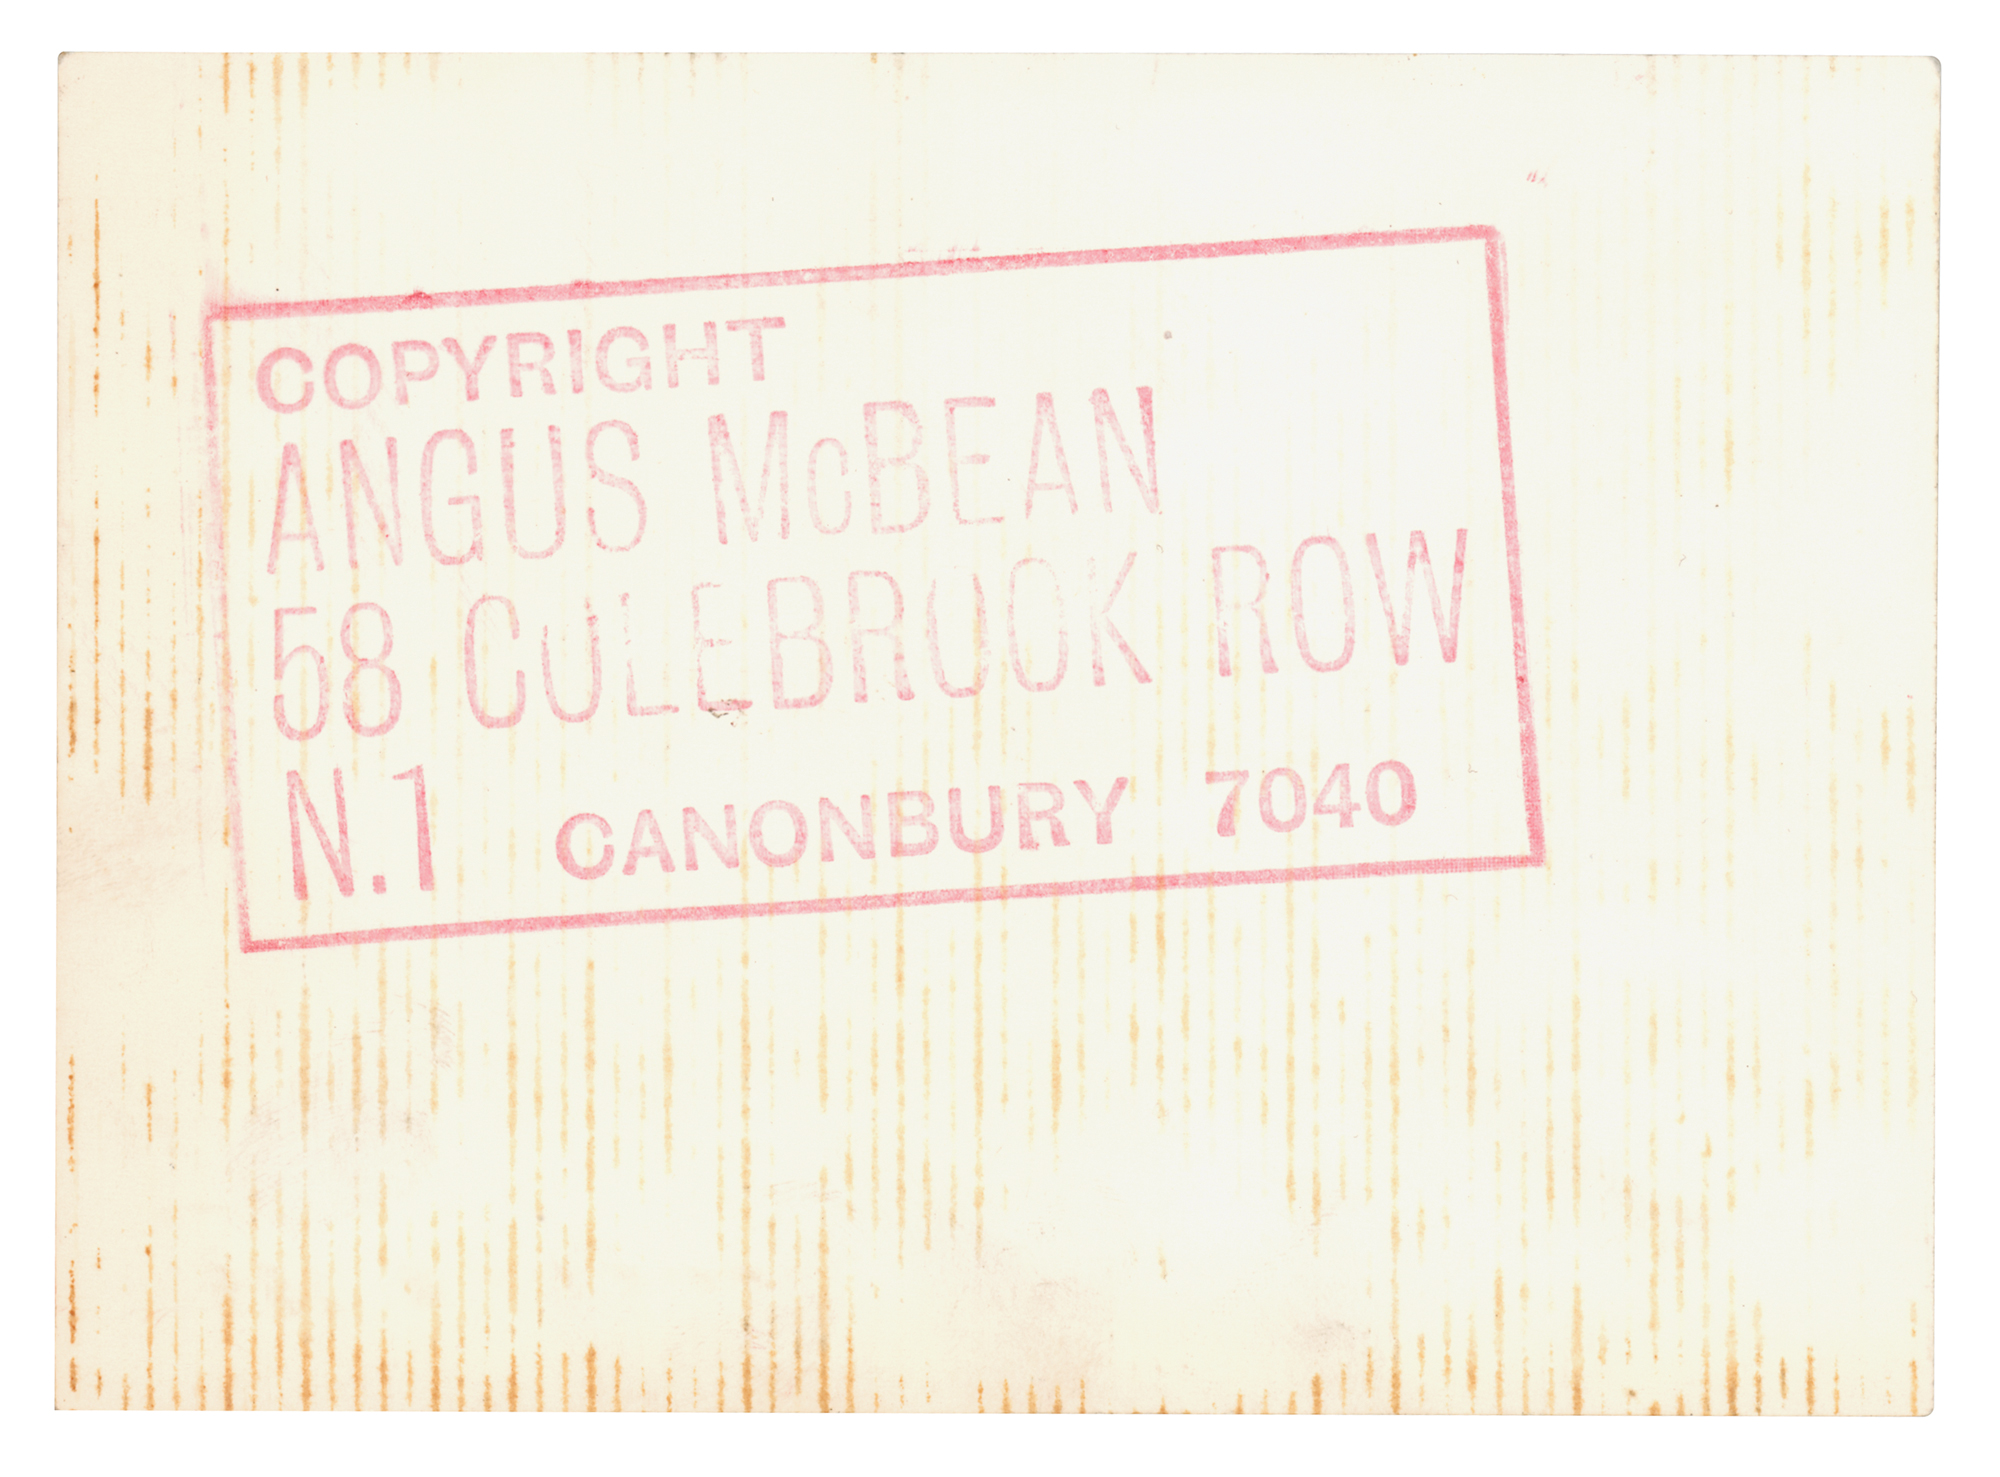 COPYRIGHT
ANGUS McBEAN
58 COLEBROOK ROW
N.1 CANONBURY 7040